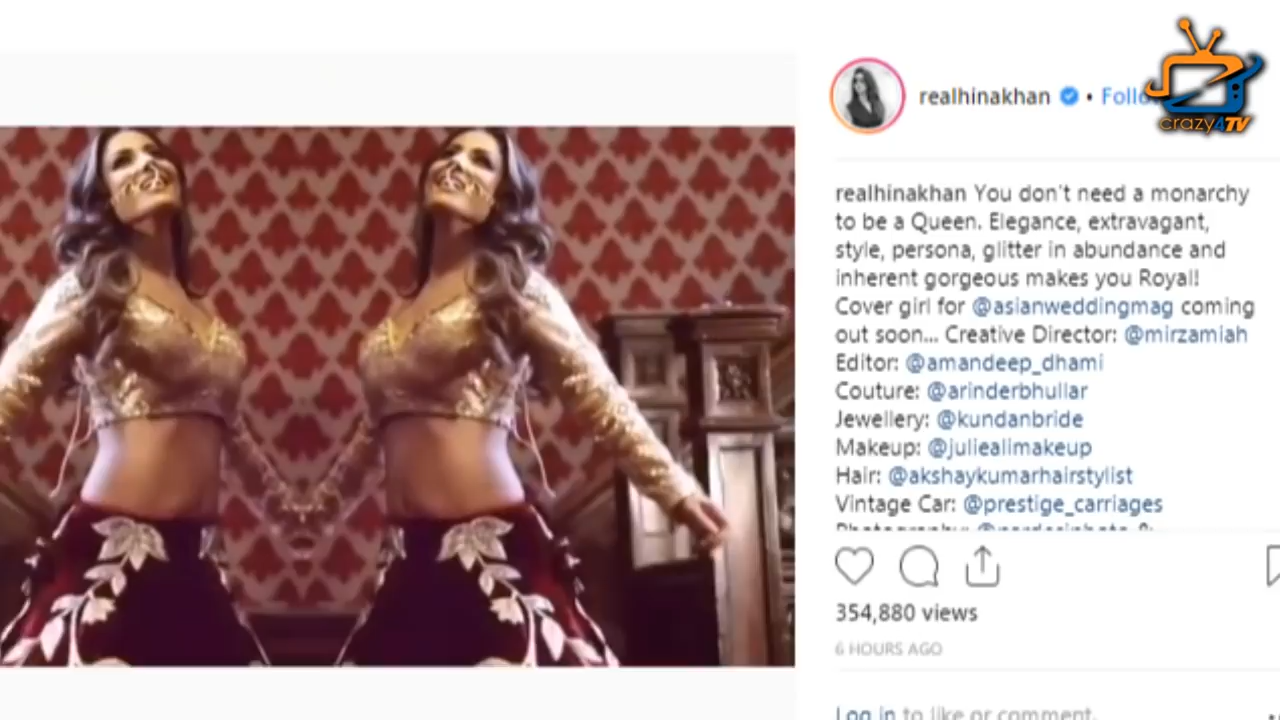 realhinakhan • Follo
crazy4TV
realhinakhan You don't need a monarchy
to be a Queen. Elegance, extravagant,
style, persona, glitter in abundance and
inherent gorgeous makes you Royal!
Cover girl for @asianweddingmag coming
out soon... Creative Director: @mirzamiah
Editor: @amandeep_dhami
Couture: @arinderbhullar
Jewellery: @kundanbride
Makeup: @juliealimakeup
Hair: @akshaykumarhairstylist
Vintage Car: @prestige_carriages
354,880 views
6 HOURS AGO
Log in to like or comment.